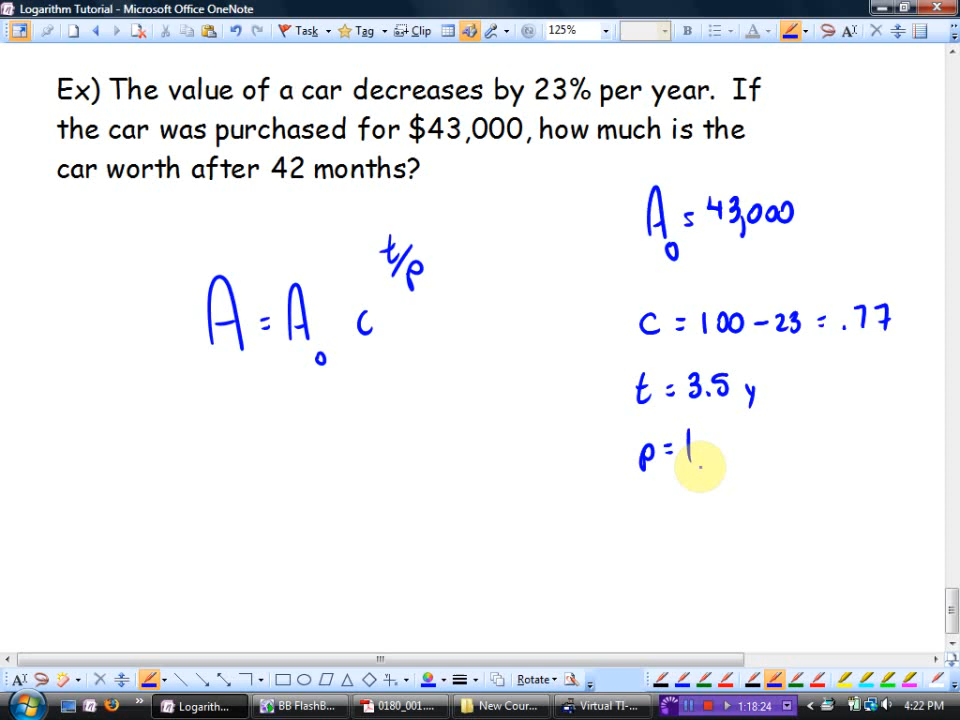 Logarithm Tutorial - Microsoft Office OneNote
Task Tag Clip 125% B A
Ex) The value of a car decreases by 23% per year. If
the car was purchased for $43,000, how much is the
car worth after 42 months?
A₀ = 43,000
A = A₀ c^(t/p)
c = 100 - 23 = .77
t = 3.5 y
p = 1
Rotate
Logarith... BB FlashB... 0180_001.... New Cour... Virtual TI-... 1:18:24 4:22 PM